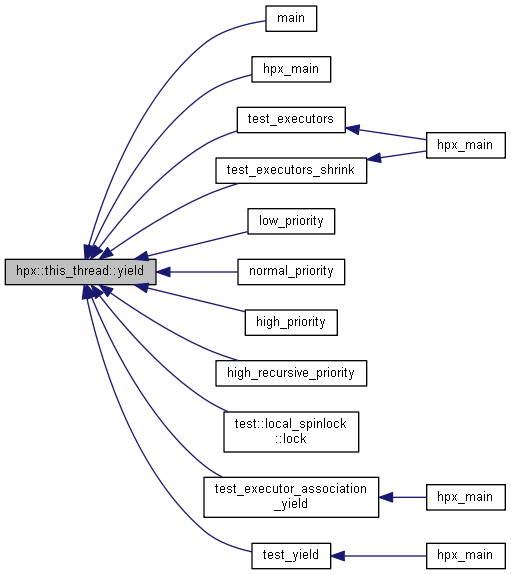 main
hpx_main
test_executors
hpx_main
test_executors_shrink
low_priority
hpx::this_thread::yield
normal_priority
high_priority
high_recursive_priority
test::local_spinlock
::lock
test_executor_association
_yield
hpx_main
test_yield
hpx_main